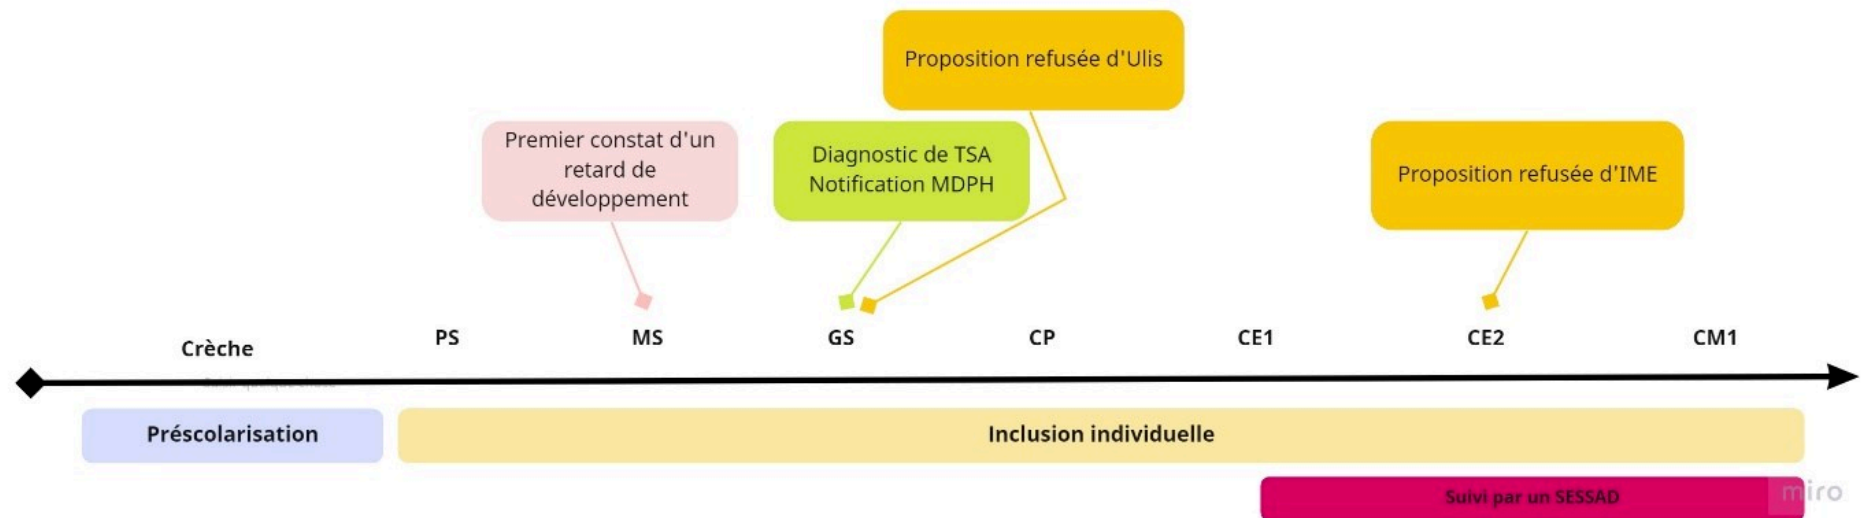 Proposition refusée d'Ulis
Premier constat d'un
retard de
développement
Diagnostic de TSA
Notification MDPH
Proposition refusée d'IME
Crèche
PS
MS
GS
CP
CE1
CE2
CM1
Préscolarisation
Inclusion individuelle
Suivi par un SESSAD
miro